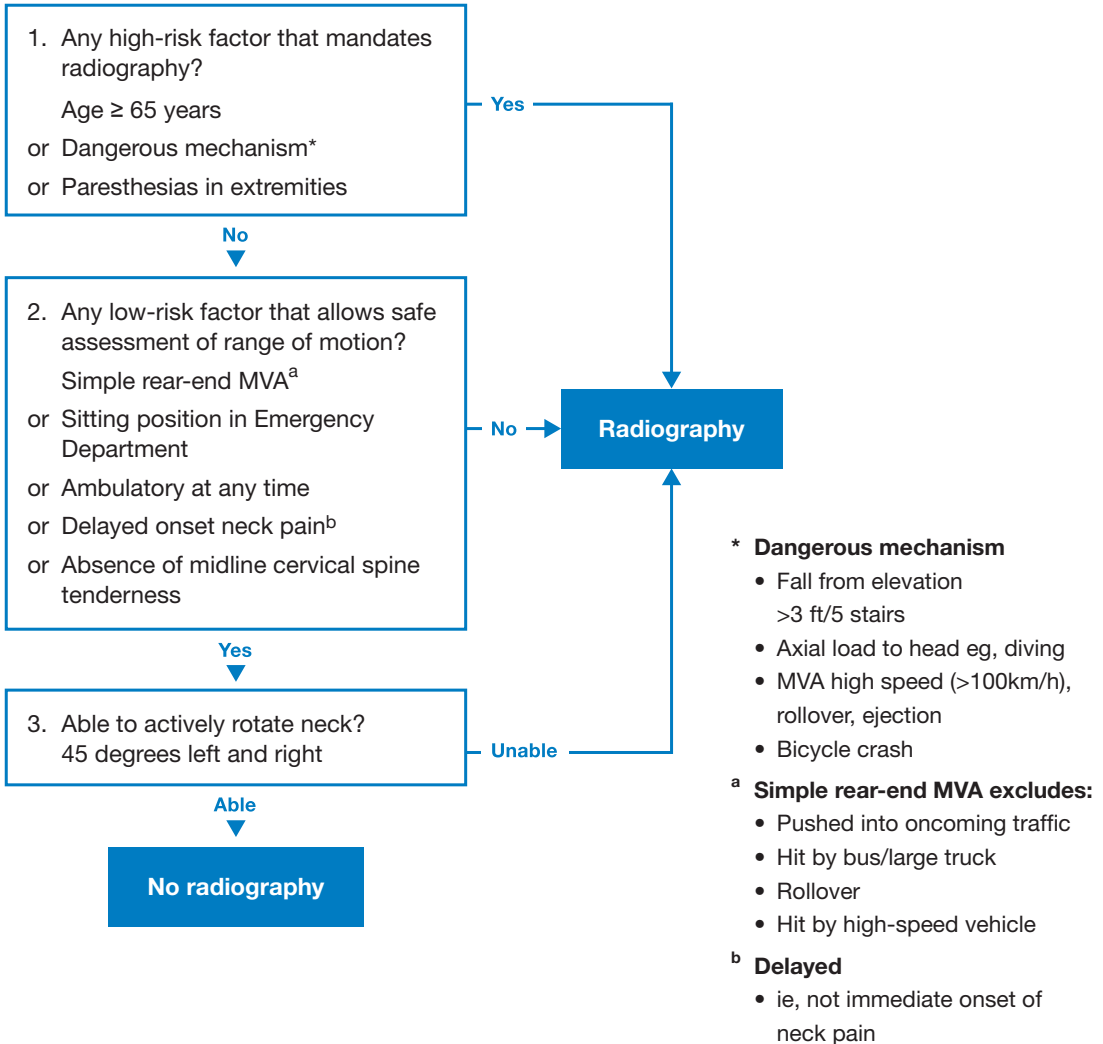 1. Any high-risk factor that mandates
radiography?
Age ≥ 65 years
or Dangerous mechanism*
or Paresthesias in extremities
Yes
No
2. Any low-risk factor that allows safe
assessment of range of motion?
Simple rear-end MVAa
or Sitting position in Emergency
Department
or Ambulatory at any time
or Delayed onset neck painb
or Absence of midline cervical spine
tenderness
No
Radiography
Yes
3. Able to actively rotate neck?
45 degrees left and right
Unable
Able
No radiography
* Dangerous mechanism
• Fall from elevation
>3 ft/5 stairs
• Axial load to head eg, diving
• MVA high speed (>100km/h),
rollover, ejection
• Bicycle crash
a Simple rear-end MVA excludes:
• Pushed into oncoming traffic
• Hit by bus/large truck
• Rollover
• Hit by high-speed vehicle
b Delayed
• ie, not immediate onset of
neck pain